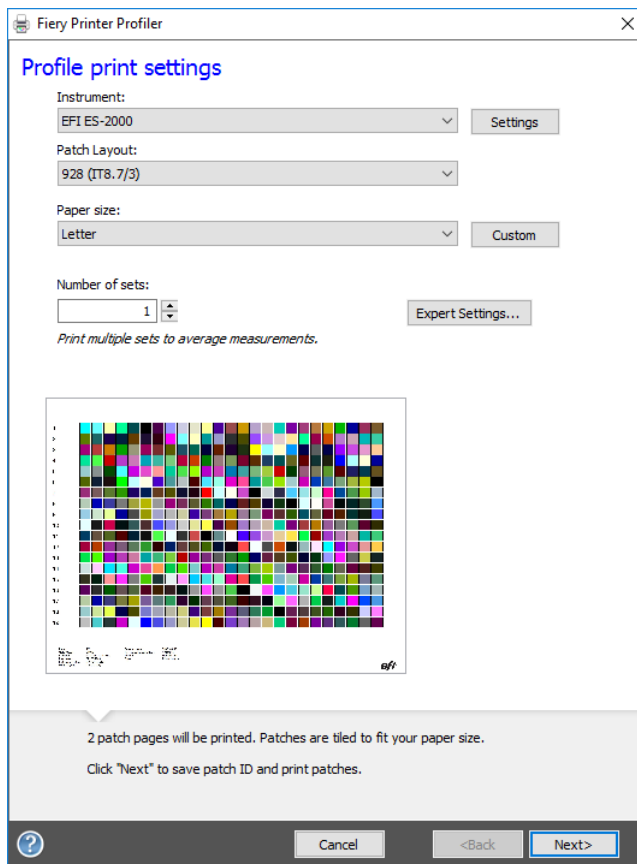 Fiery Printer Profiler
Profile print settings
Instrument:
EFI ES-2000
Settings
Patch Layout:
928 (IT8.7/3)
Paper size:
Letter
Custom
Number of sets:
1
Expert Settings...
Print multiple sets to average measurements.
efi
2 patch pages will be printed. Patches are tiled to fit your paper size.
Click "Next" to save patch ID and print patches.
?
Cancel
<Back
Next>